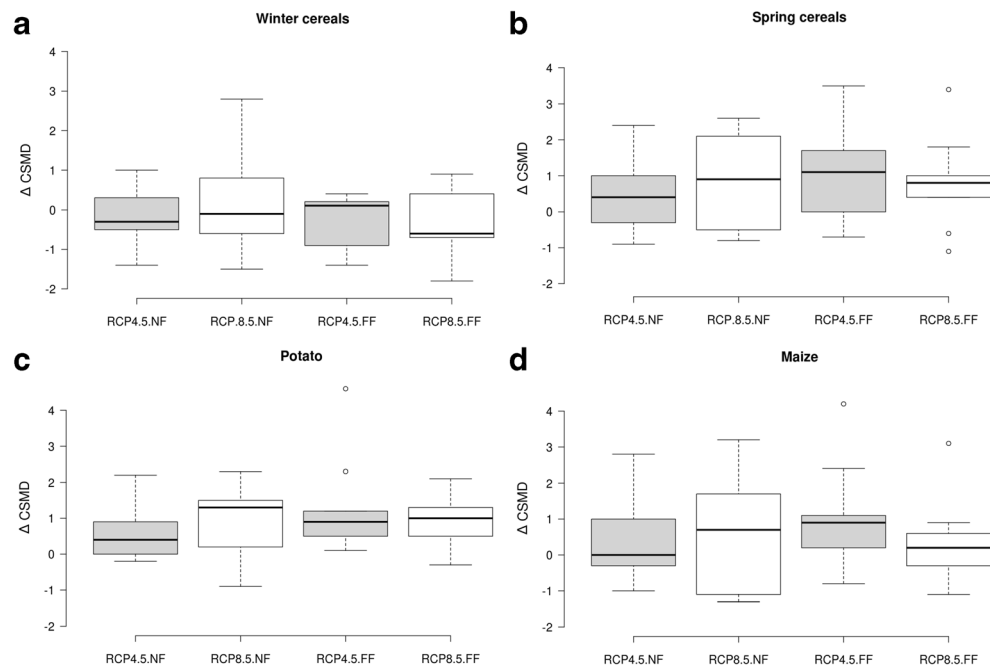 a
Winter cereals
4
3
2
1
0
-1
-2
Δ CSMD
RCP4.5.NF
RCP.8.5.NF
RCP4.5.FF
RCP8.5.FF
b
Spring cereals
4
3
2
1
0
-1
-2
Δ CSMD
RCP4.5.NF
RCP.8.5.NF
RCP4.5.FF
RCP8.5.FF
c
Potato
4
3
2
1
0
-1
-2
Δ CSMD
RCP4.5.NF
RCP8.5.NF
RCP4.5.FF
RCP8.5.FF
d
Maize
4
3
2
1
0
-1
-2
Δ CSMD
RCP4.5.NF
RCP8.5.NF
RCP4.5.FF
RCP8.5.FF